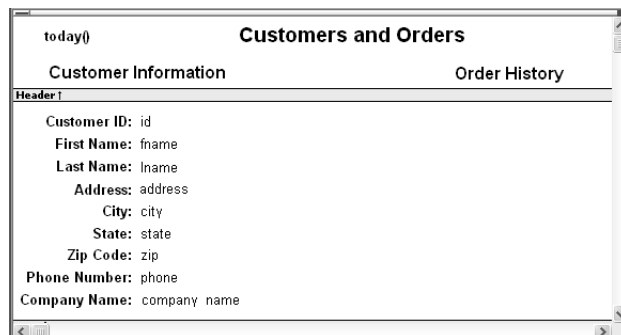 today() Customers and Orders
Customer Information Order History
Header ↑
Customer ID: id
First Name: fname
Last Name: lname
Address: address
City: city
State: state
Zip Code: zip
Phone Number: phone
Company Name: company_name